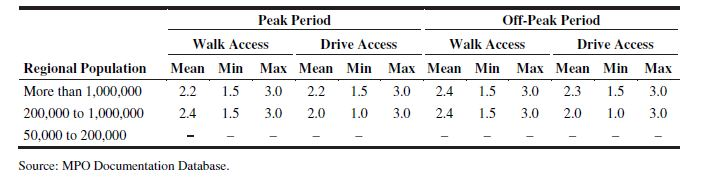 Peak Period Off-Peak Period
Walk Access Drive Access Walk Access Drive Access
Regional Population Mean Min Max Mean Min Max Mean Min Max Mean Min Max
More than 1,000,000 2.2 1.5 3.0 2.2 1.5 3.0 2.4 1.5 3.0 2.3 1.5 3.0
200,000 to 1,000,000 2.4 1.5 3.0 2.0 1.0 3.0 2.4 1.5 3.0 2.0 1.0 3.0
50,000 to 200,000 – – – – – – – – – – – –
Source: MPO Documentation Database.